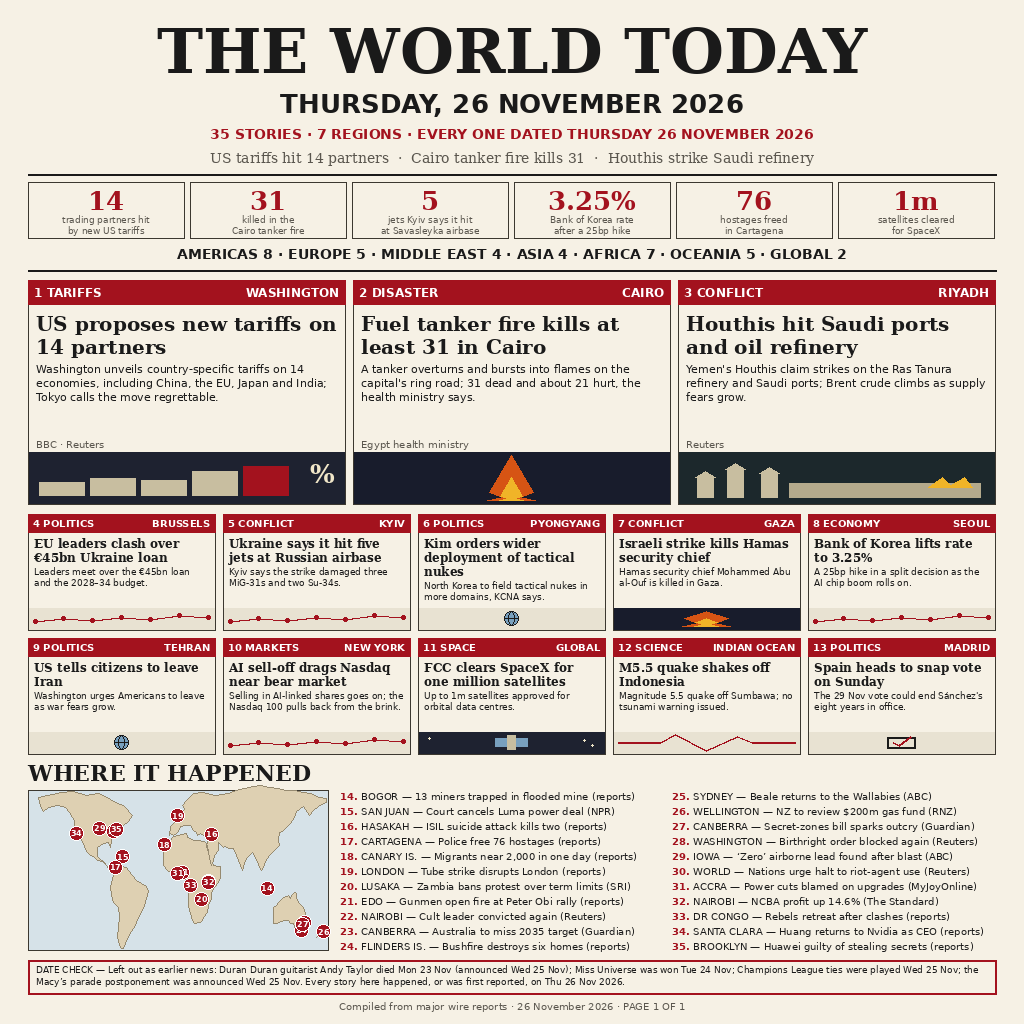 THE WORLD TODAY
THURSDAY, 26 NOVEMBER 2026
35 STORIES · 7 REGIONS · EVERY ONE DATED THURSDAY 26 NOVEMBER 2026
US tariffs hit 14 partners · Cairo tanker fire kills 31 · Houthis strike Saudi refinery
14
trading partners hit
by new US tariffs
31
killed in the
Cairo tanker fire
5
jets Kyiv says it hit
at Savasleyka airbase
3.25%
Bank of Korea rate
after a 25bp hike
76
hostages freed
in Cartagena
1m
satellites cleared
for SpaceX
AMERICAS 8 · EUROPE 5 · MIDDLE EAST 4 · ASIA 4 · AFRICA 7 · OCEANIA 5 · GLOBAL 2
1 TARIFFS WASHINGTON
US proposes new tariffs on
14 partners
Washington unveils country-specific tariffs on 14
economies, including China, the EU, Japan and India;
Tokyo calls the move regrettable.
BBC · Reuters
%
2 DISASTER CAIRO
Fuel tanker fire kills at
least 31 in Cairo
A tanker overturns and bursts into flames on the
capital's ring road; 31 dead and about 21 hurt, the
health ministry says.
Egypt health ministry
3 CONFLICT RIYADH
Houthis hit Saudi ports
and oil refinery
Yemen's Houthis claim strikes on the Ras Tanura
refinery and Saudi ports; Brent crude climbs as supply
fears grow.
Reuters
4 POLITICS BRUSSELS
EU leaders clash over
€45bn Ukraine loan
Leaders meet over the €45bn loan
and the 2028–34 budget.
5 CONFLICT KYIV
Ukraine says it hit five
jets at Russian airbase
Kyiv says the strike damaged three
MiG-31s and two Su-34s.
6 POLITICS PYONGYANG
Kim orders wider
deployment of tactical
nukes
North Korea to field tactical nukes in
more domains, KCNA says.
7 CONFLICT GAZA
Israeli strike kills Hamas
security chief
Hamas security chief Mohammed Abu
al-Ouf is killed in Gaza.
8 ECONOMY SEOUL
Bank of Korea lifts rate
to 3.25%
A 25bp hike in a split decision as the
AI chip boom rolls on.
9 POLITICS TEHRAN
US tells citizens to leave
Iran
Washington urges Americans to leave
as war fears grow.
10 MARKETS NEW YORK
AI sell-off drags Nasdaq
near bear market
Selling in AI-linked shares goes on; the
Nasdaq 100 pulls back from the brink.
11 SPACE GLOBAL
FCC clears SpaceX for
one million satellites
Up to 1m satellites approved for
orbital data centres.
12 SCIENCE INDIAN OCEAN
M5.5 quake shakes off
Indonesia
Magnitude 5.5 quake off Sumbawa; no
tsunami warning issued.
13 POLITICS MADRID
Spain heads to snap vote
on Sunday
The 29 Nov vote could end Sánchez's
eight years in office.
WHERE IT HAPPENED
34
29
35
19
16
18
15
17
31
33
32
20
14
27
26
14. BOGOR — 13 miners trapped in flooded mine (reports)
15. SAN JUAN — Court cancels Luma power deal (NPR)
16. HASAKAH — ISIL suicide attack kills two (reports)
17. CARTAGENA — Police free 76 hostages (reports)
18. CANARY IS. — Migrants near 2,000 in one day (reports)
19. LONDON — Tube strike disrupts London (reports)
20. LUSAKA — Zambia bans protest over term limits (SRI)
21. EDO — Gunmen open fire at Peter Obi rally (reports)
22. NAIROBI — Cult leader convicted again (Reuters)
23. CANBERRA — Australia to miss 2035 target (Guardian)
24. FLINDERS IS. — Bushfire destroys six homes (reports)
25. SYDNEY — Beale returns to the Wallabies (ABC)
26. WELLINGTON — NZ to review $200m gas fund (RNZ)
27. CANBERRA — Secret-zones bill sparks outcry (Guardian)
28. WASHINGTON — Birthright order blocked again (Reuters)
29. IOWA — ‘Zero’ airborne lead found after blast (ABC)
30. WORLD — Nations urge halt to riot-agent use (Reuters)
31. ACCRA — Power cuts blamed on upgrades (MyJoyOnline)
32. NAIROBI — NCBA profit up 14.6% (The Standard)
33. DR CONGO — Rebels retreat after clashes (reports)
34. SANTA CLARA — Huang returns to Nvidia as CEO (reports)
35. BROOKLYN — Huawei guilty of stealing secrets (reports)
DATE CHECK — Left out as earlier news: Duran Duran guitarist Andy Taylor died Mon 23 Nov (announced Wed 25 Nov); Miss Universe was won Tue 24 Nov; Champions League ties were played Wed 25 Nov; the
Macy's parade postponement was announced Wed 25 Nov. Every story here happened, or was first reported, on Thu 26 Nov 2026.
Compiled from major wire reports · 26 November 2026 · PAGE 1 OF 1